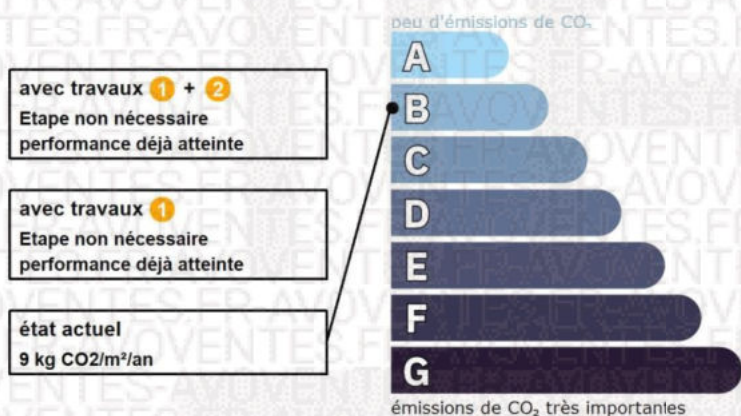 peu d'émissions de CO₂
A
B
C
D
E
F
G
émissions de CO₂ très importantes
avec travaux 1 + 2
Etape non nécessaire
performance déjà atteinte
avec travaux 1
Etape non nécessaire
performance déjà atteinte
état actuel
9 kg CO2/m²/an